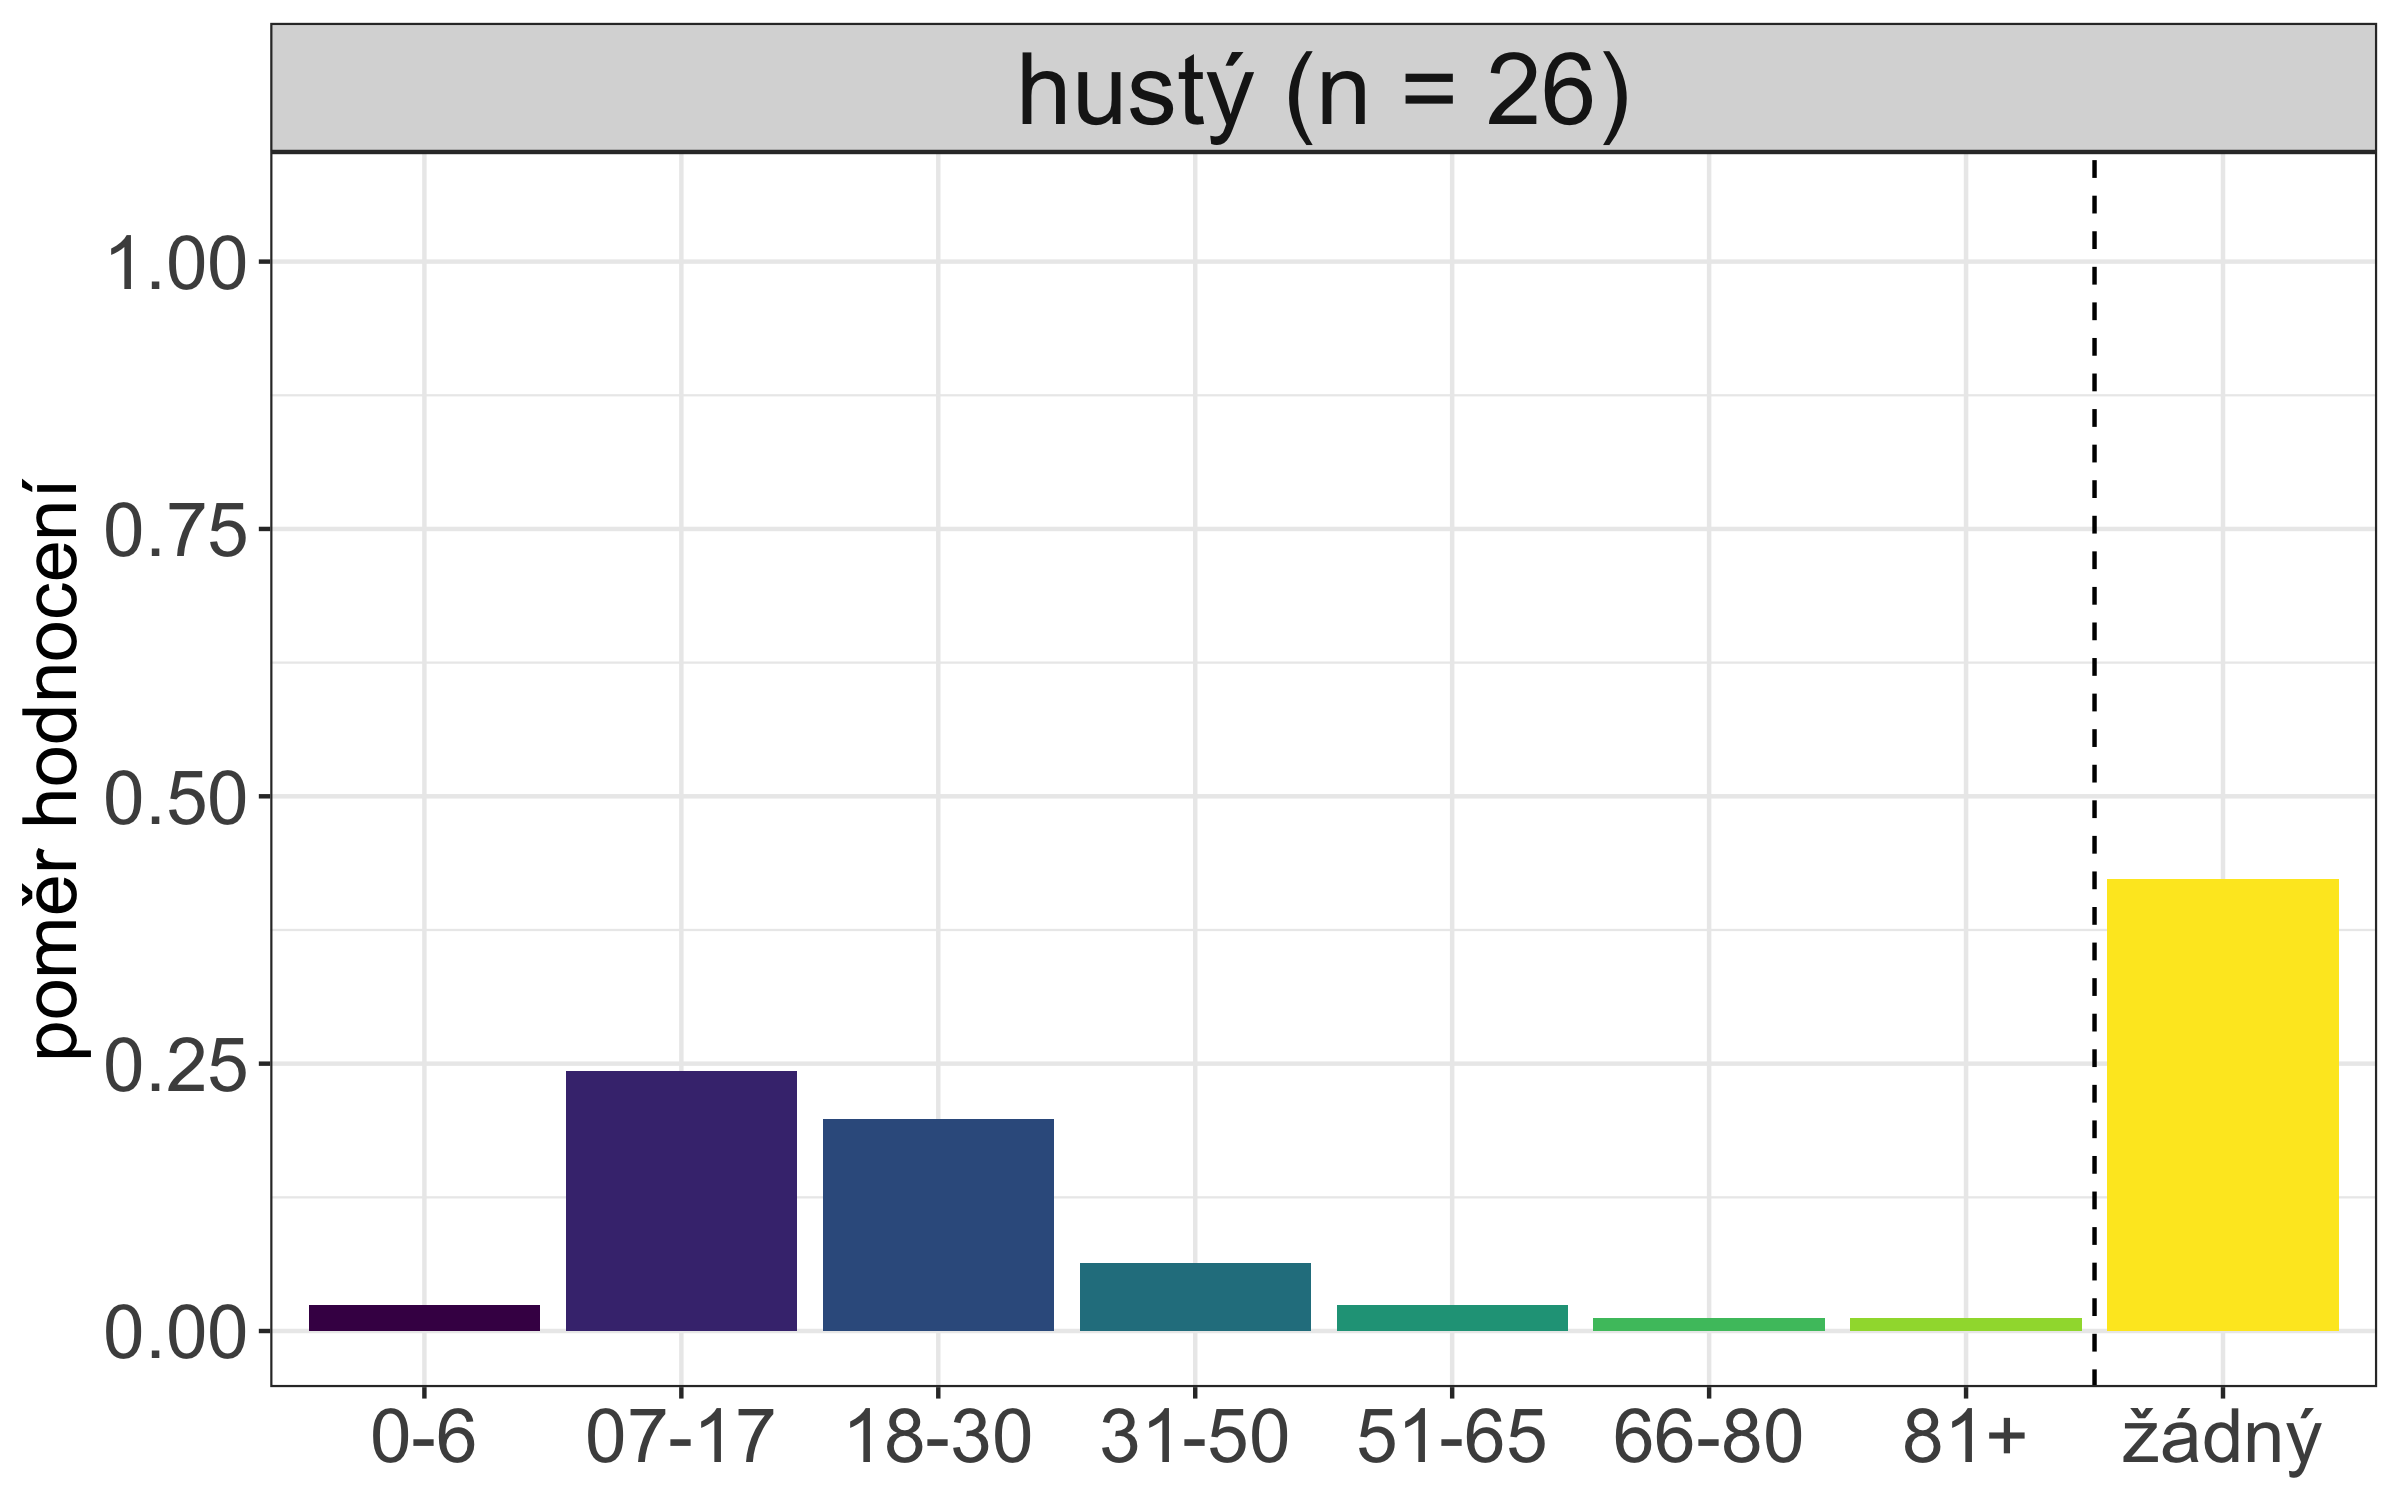 hustý (n = 26)
poměr hodnocení
1.00
0.75
0.50
0.25
0.00
0-6 07-17 18-30 31-50 51-65 66-80 81+ žádný